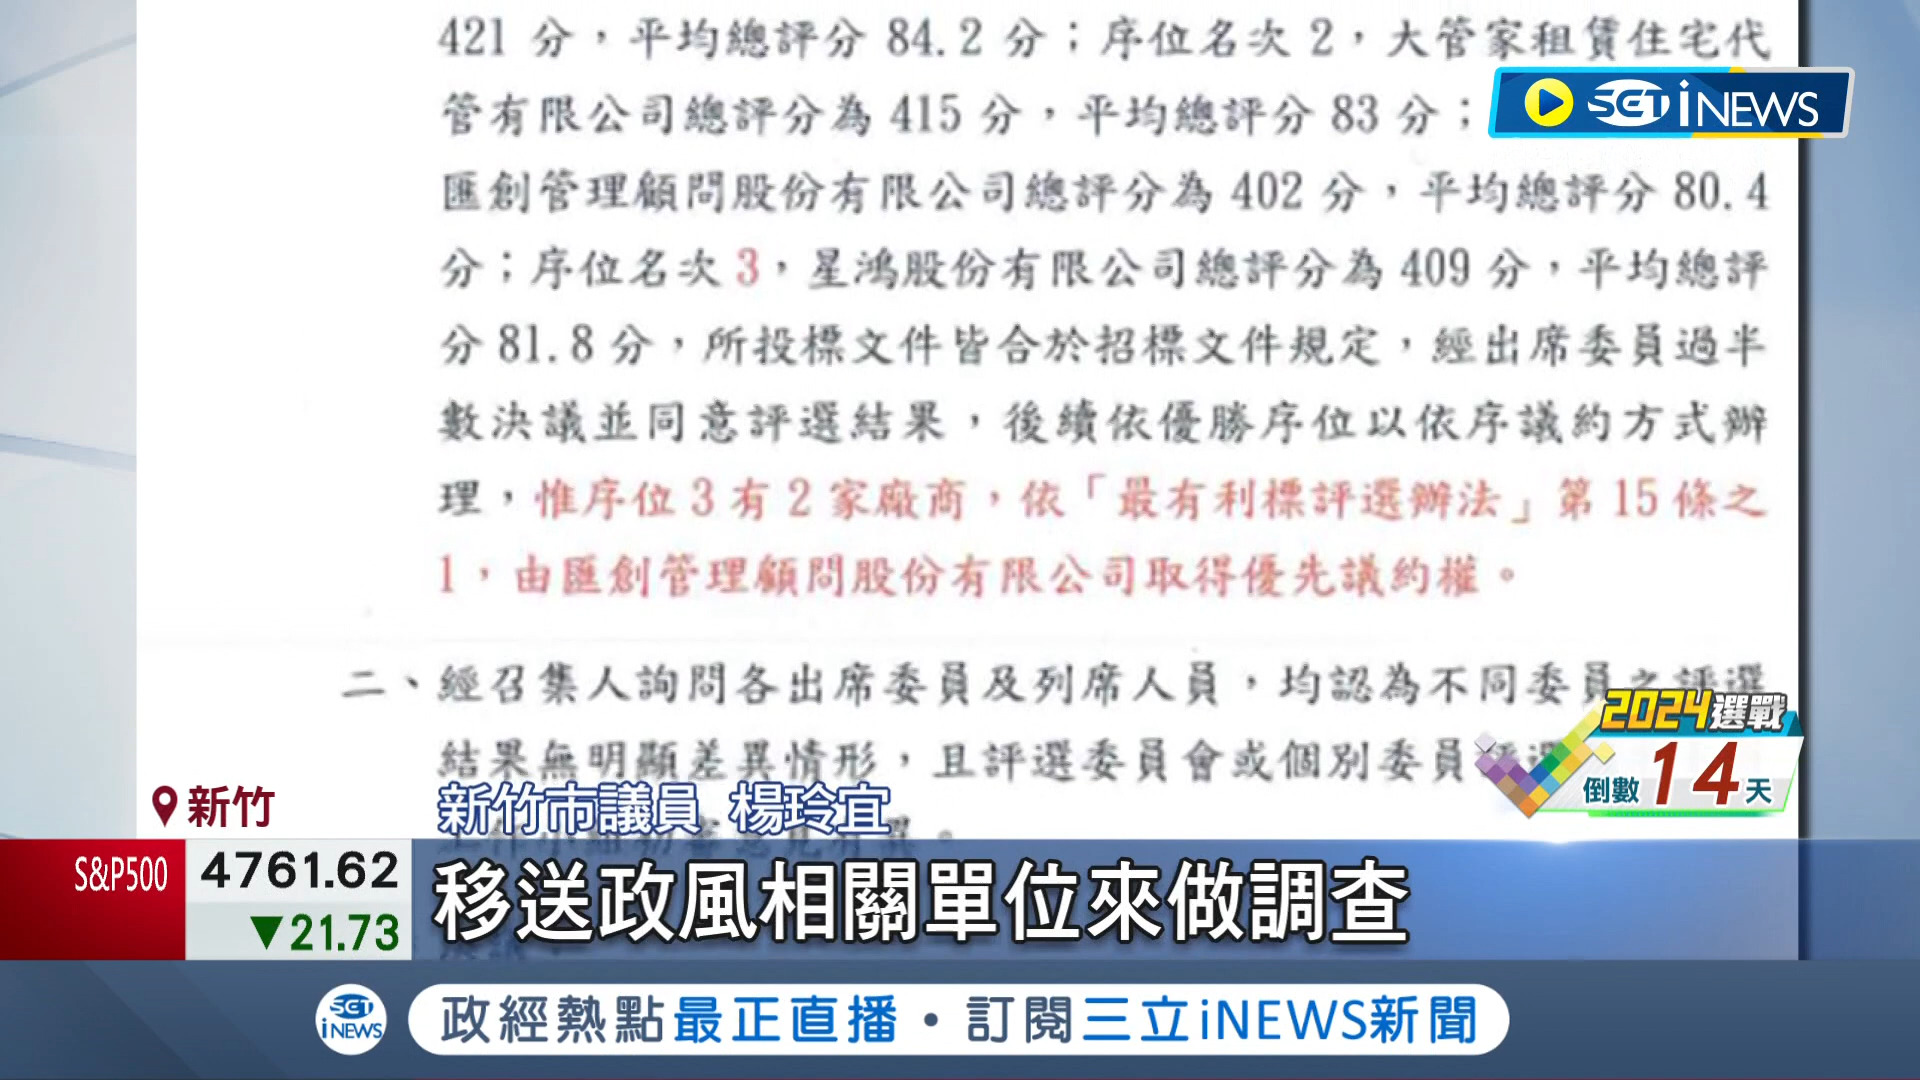 421 分，平均總評分 84.2 分；序位名次 2，大管家租賃住宅代
管有限公司總評分為 415 分，平均總評分 83 分；
匯創管理顧問股份有限公司總評分為 402 分，平均總評分 80.4
分；序位名次 3，星鴻股份有限公司總評分為 409 分，平均總評
分 81.8 分，所投標文件皆合於招標文件規定，經出席委員過半
數決議並同意評選結果，後續依優勝序位以依序議約方式辦
理，惟序位 3 有 2 家廠商，依「最有利標評選辦法」第 15 條之
1，由匯創管理顧問股份有限公司取得優先議約權。
二、經召集人詢問各出席委員及列席人員，均認為不同委員之評選
結果無明顯差異情形，且評選委員會或個別委員評選
SET iNEWS
2024選戰
倒數 14 天
新竹
新竹市議員 楊玲宜
S&P500
4761.62
▼21.73
移送政風相關單位來做調查
SET iNEWS
政經熱點最正直播・訂閱三立iNEWS新聞